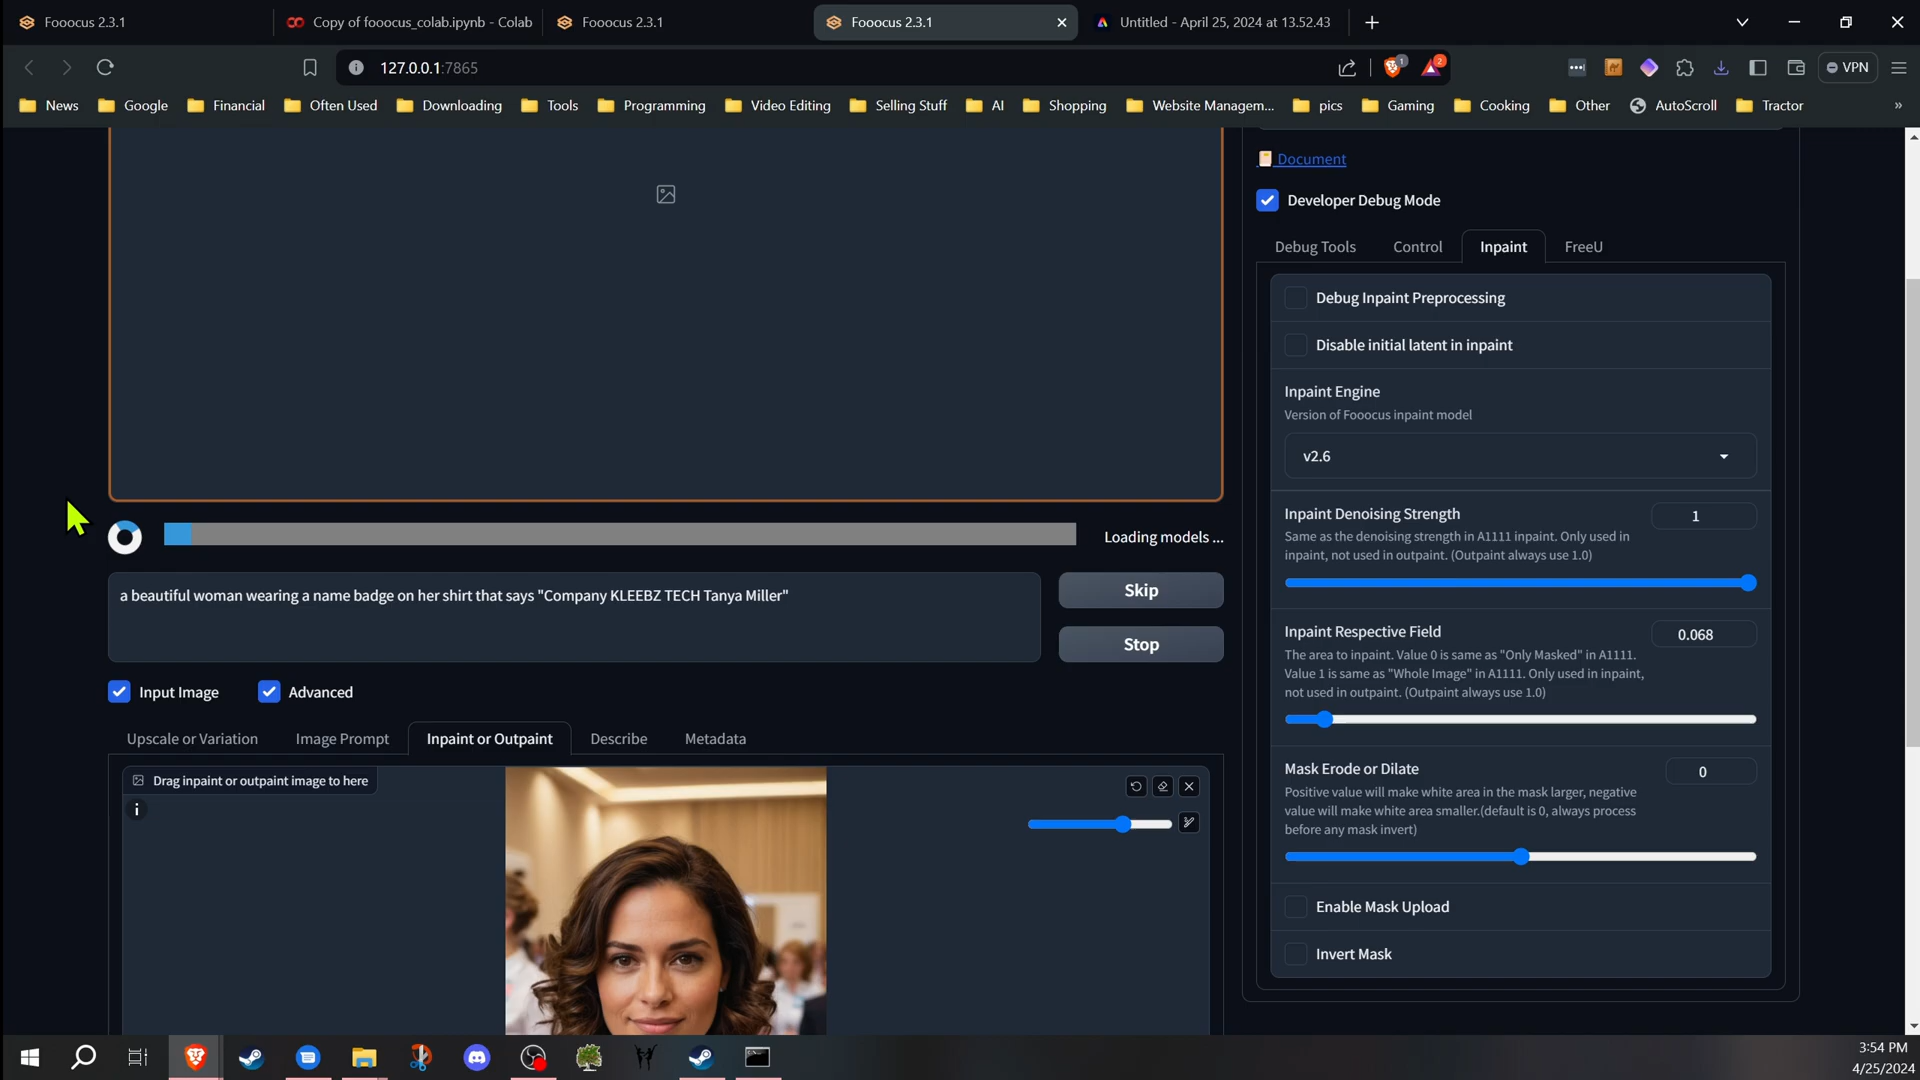 Fooocus 2.3.1
Copy of fooocus_colab.ipynb - Colab
Fooocus 2.3.1
Fooocus 2.3.1
Untitled - April 25, 2024 at 13.52.43
127.0.0.1:7865
1
2
VPN
News
Google
Financial
Often Used
Downloading
Tools
Programming
Video Editing
Selling Stuff
AI
Shopping
Website Managem...
pics
Gaming
Cooking
Other
AutoScroll
Tractor
»
Document
Developer Debug Mode
Debug Tools
Control
Inpaint
FreeU
Debug Inpaint Preprocessing
Disable initial latent in inpaint
Inpaint Engine
Version of Fooocus inpaint model
v2.6
Inpaint Denoising Strength
1
Same as the denoising strength in A1111 inpaint. Only used in
inpaint, not used in outpaint. (Outpaint always use 1.0)
Inpaint Respective Field
0.068
The area to inpaint. Value 0 is same as "Only Masked" in A1111.
Value 1 is same as "Whole Image" in A1111. Only used in inpaint,
not used in outpaint. (Outpaint always use 1.0)
Mask Erode or Dilate
0
Positive value will make white area in the mask larger, negative
value will make white area smaller.(default is 0, always process
before any mask invert)
Enable Mask Upload
Invert Mask
Loading models ...
a beautiful woman wearing a name badge on her shirt that says "Company KLEEBZ TECH Tanya Miller"
Skip
Stop
Input Image
Advanced
Upscale or Variation
Image Prompt
Inpaint or Outpaint
Describe
Metadata
Drag inpaint or outpaint image to here
i
3:54 PM
4/25/2024